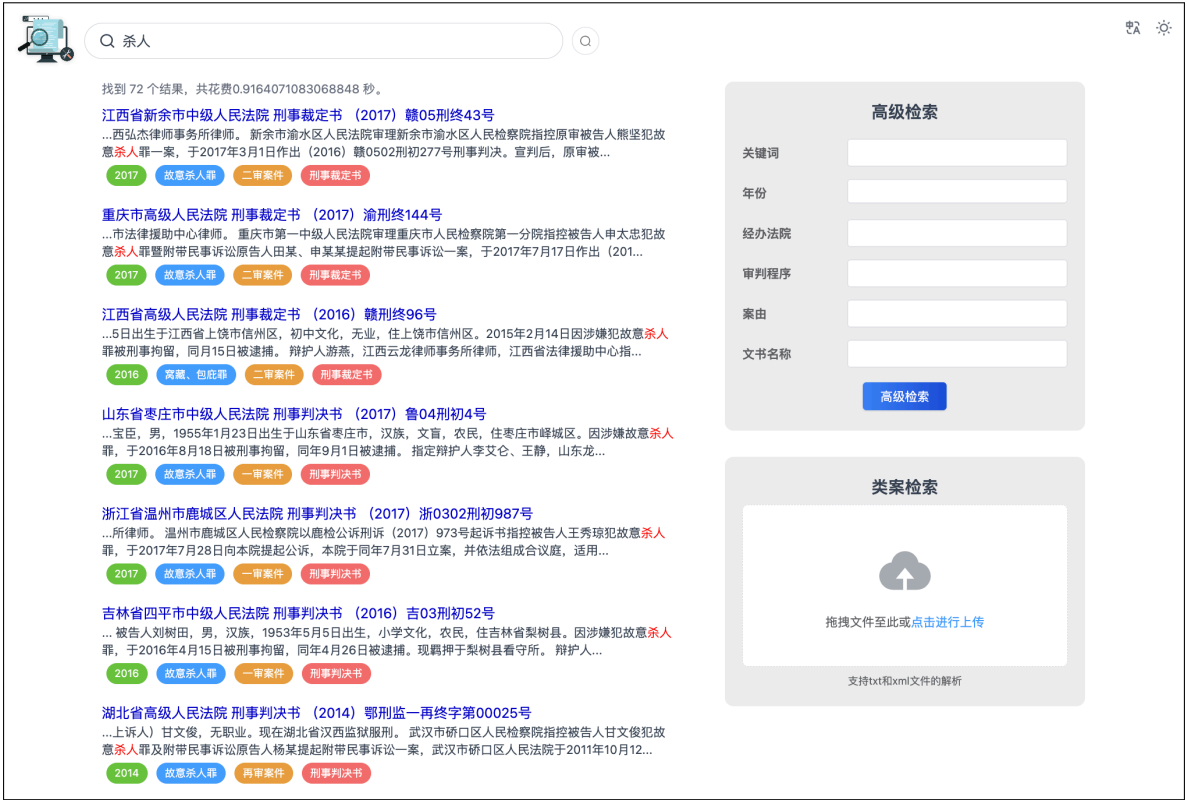 杀人
找到 72 个结果，共花费0.9164071083068848 秒。
江西省新余市中级人民法院 刑事裁定书 （2017）赣05刑终43号
...西弘杰律师事务所律师。 新余市渝水区人民法院审理新余市渝水区人民检察院指控原审被告人熊坚犯故
意杀人罪一案，于2017年3月1日作出（2016）赣0502刑初277号刑事判决。宣判后，原审被...
2017 故意杀人罪 二审案件 刑事裁定书
重庆市高级人民法院 刑事裁定书 （2017）渝刑终144号
...市法律援助中心律师。 重庆市第一中级人民法院审理重庆市人民检察院第一分院指控被告人申太忠犯故
意杀人罪暨附带民事诉讼原告人田某、申某某提起附带民事诉讼一案，于2017年7月17日作出（201...
2017 故意杀人罪 二审案件 刑事裁定书
江西省高级人民法院 刑事裁定书 （2016）赣刑终96号
...5日出生于江西省上饶市信州区，初中文化，无业，住上饶市信州区。2015年2月14日因涉嫌犯故意杀人
罪被刑事拘留，同月15日被逮捕。 辩护人游燕，江西云龙律师事务所律师，江西省法律援助中心指...
2016 窝藏、包庇罪 二审案件 刑事裁定书
山东省枣庄市中级人民法院 刑事判决书 （2017）鲁04刑初4号
...宝臣，男，1955年1月23日出生于山东省枣庄市，汉族，文盲，农民，住枣庄市峄城区。因涉嫌故意杀人
罪，于2016年8月18日被刑事拘留，同年9月1日被逮捕。 指定辩护人李艾仑、王静，山东龙...
2017 故意杀人罪 一审案件 刑事判决书
浙江省温州市鹿城区人民法院 刑事判决书 （2017）浙0302刑初987号
...所律师。 温州市鹿城区人民检察院以鹿检公诉刑诉（2017）973号起诉书指控被告人王秀琼犯故意杀人
罪，于2017年7月28日向本院提起公诉，本院于同年7月31日立案，并依法组成合议庭，适用...
2017 故意杀人罪 一审案件 刑事判决书
吉林省四平市中级人民法院 刑事判决书 （2016）吉03刑初52号
... 被告人刘树田，男，汉族，1953年5月5日出生，小学文化，农民，住吉林省梨树县。因涉嫌犯故意杀人
罪，于2016年4月15日被刑事拘留，同年4月26日被逮捕。现羁押于梨树县看守所。 辩护人...
2016 故意杀人罪 一审案件 刑事判决书
湖北省高级人民法院 刑事判决书 （2014）鄂刑监一再终字第00025号
...上诉人）甘文俊，无职业。现在湖北省汉西监狱服刑。 武汉市硚口区人民检察院指控被告人甘文俊犯故
意杀人罪及附带民事诉讼原告人杨某提起附带民事诉讼一案，武汉市硚口区人民法院于2011年10月12...
2014 故意杀人罪 再审案件 刑事判决书
高级检索
关键词
年份
经办法院
审判程序
案由
文书名称
高级检索
类案检索
拖拽文件至此或点击进行上传
支持txt和xml文件的解析